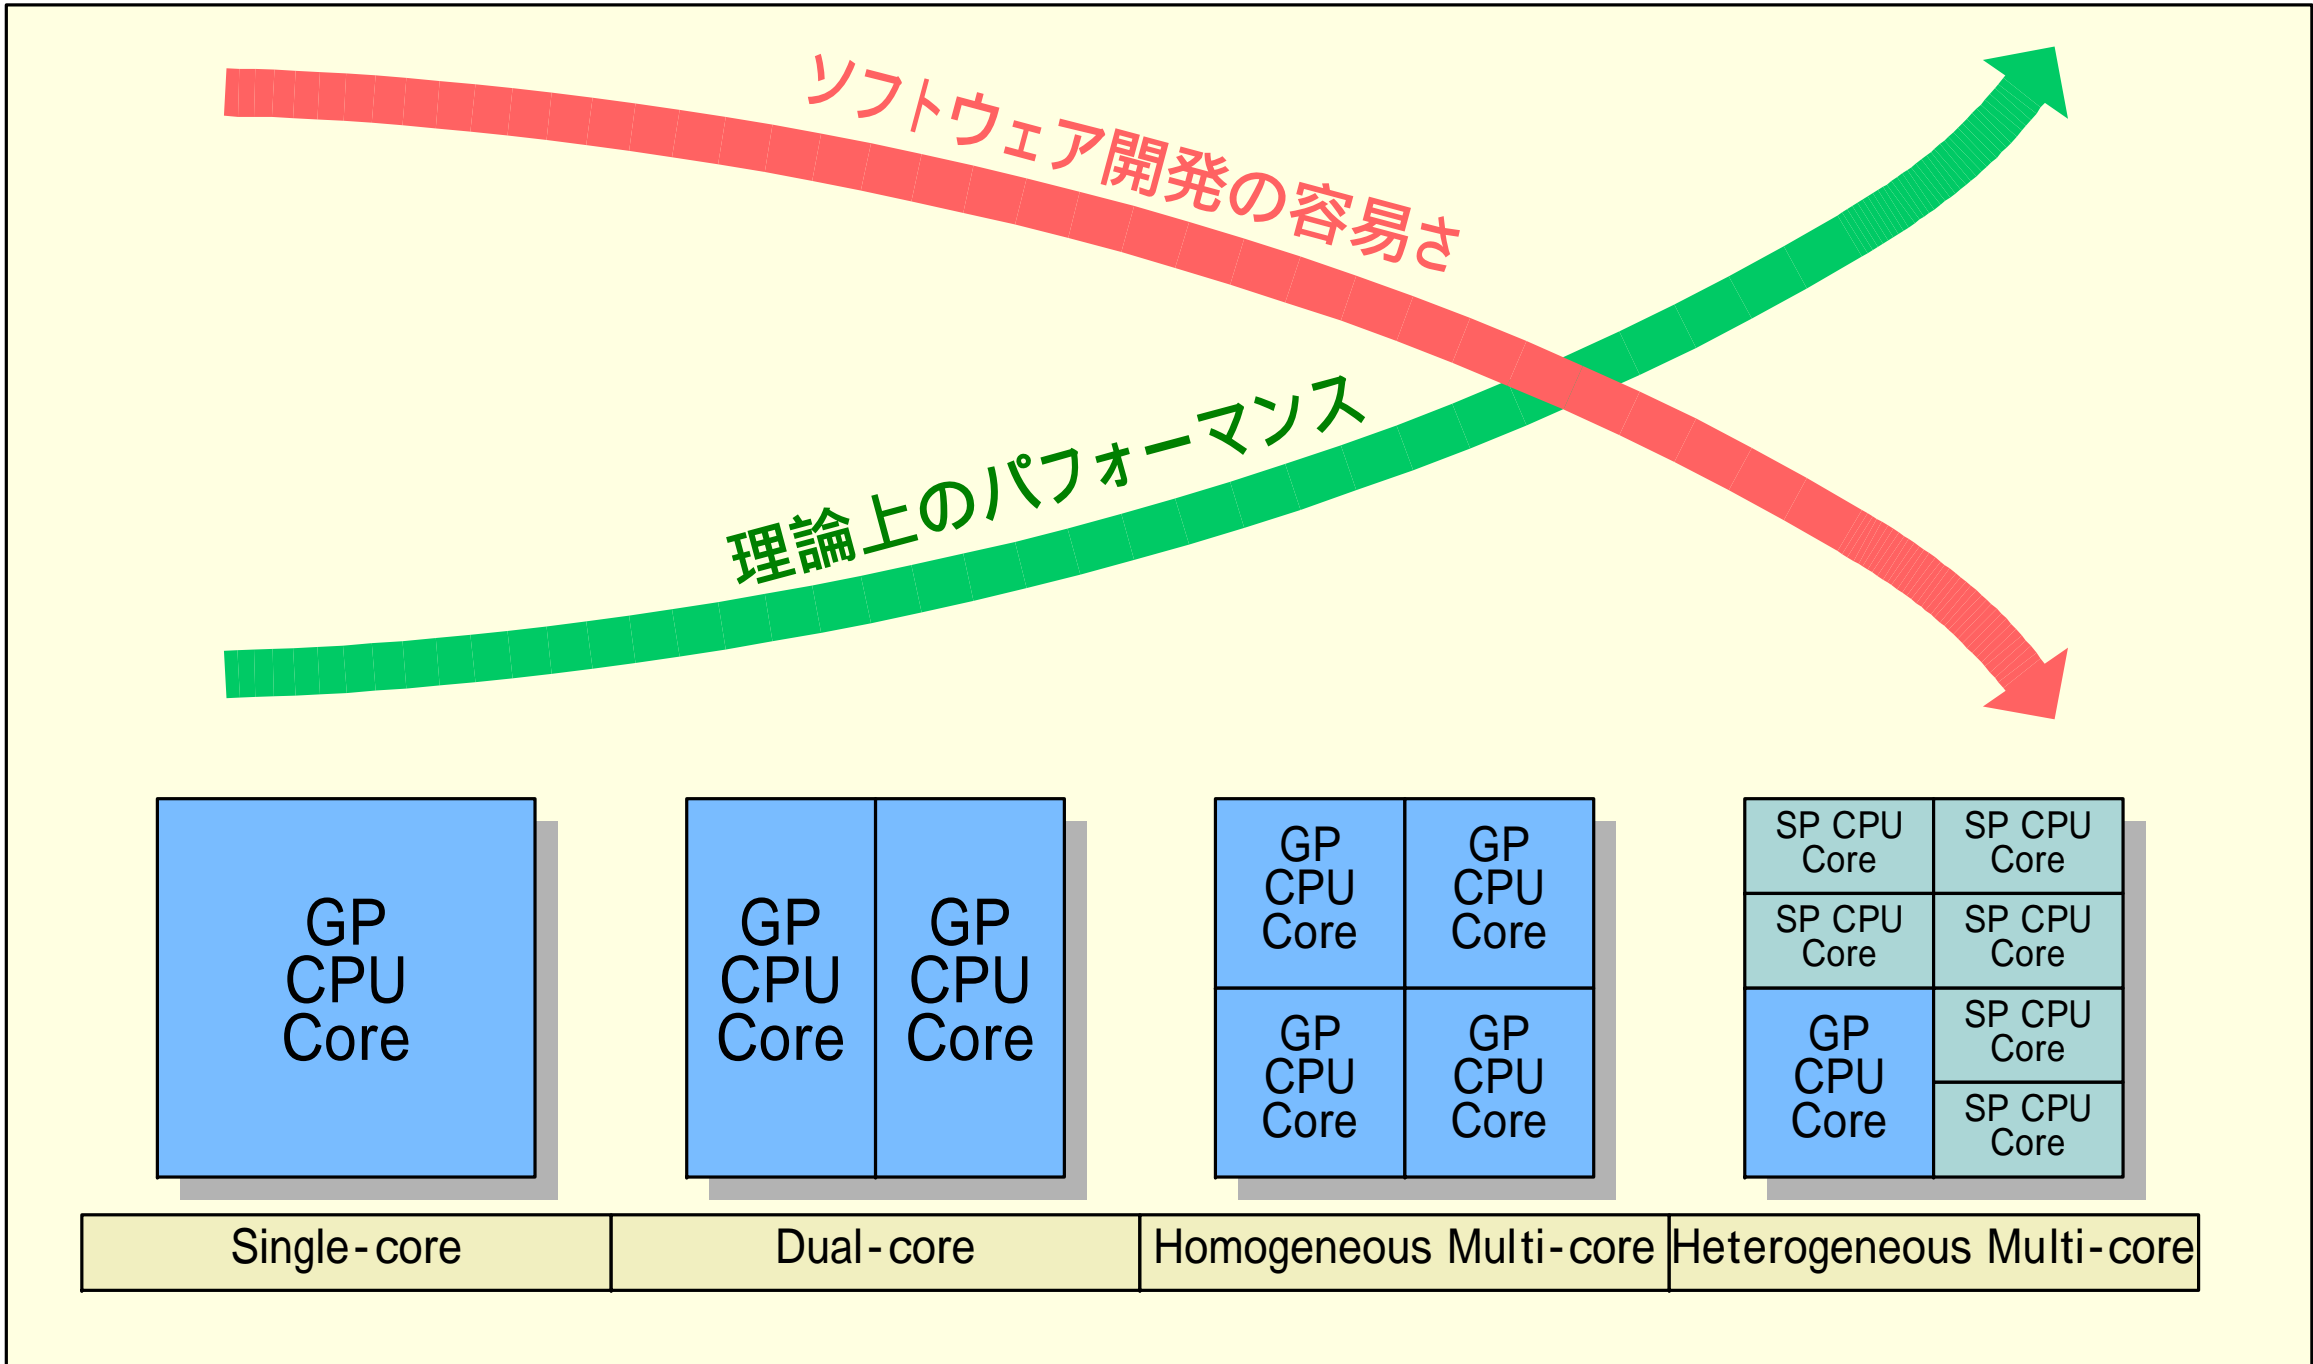 ソフトウェア開発の容易さ
理論上のパフォーマンス
GP
CPU
Core
GP
CPU
Core
GP
CPU
Core
GP
CPU
Core
GP
CPU
Core
GP
CPU
Core
GP
CPU
Core
SP CPU
Core
SP CPU
Core
SP CPU
Core
SP CPU
Core
GP
CPU
Core
SP CPU
Core
SP CPU
Core
Single-core
Dual-core
Homogeneous Multi-core
Heterogeneous Multi-core